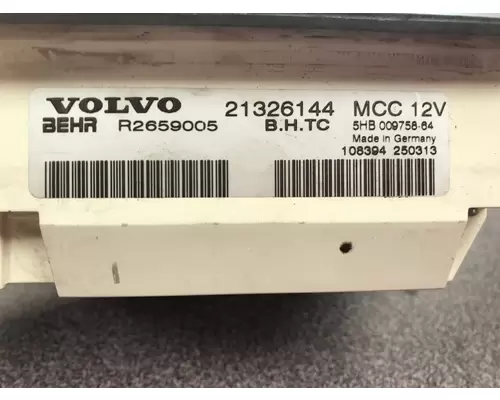 VOLVO 21326144 MCC 12V
BEHR R2659005 B.H.TC 5HB 009758-64
Made in Germany
108394 250313